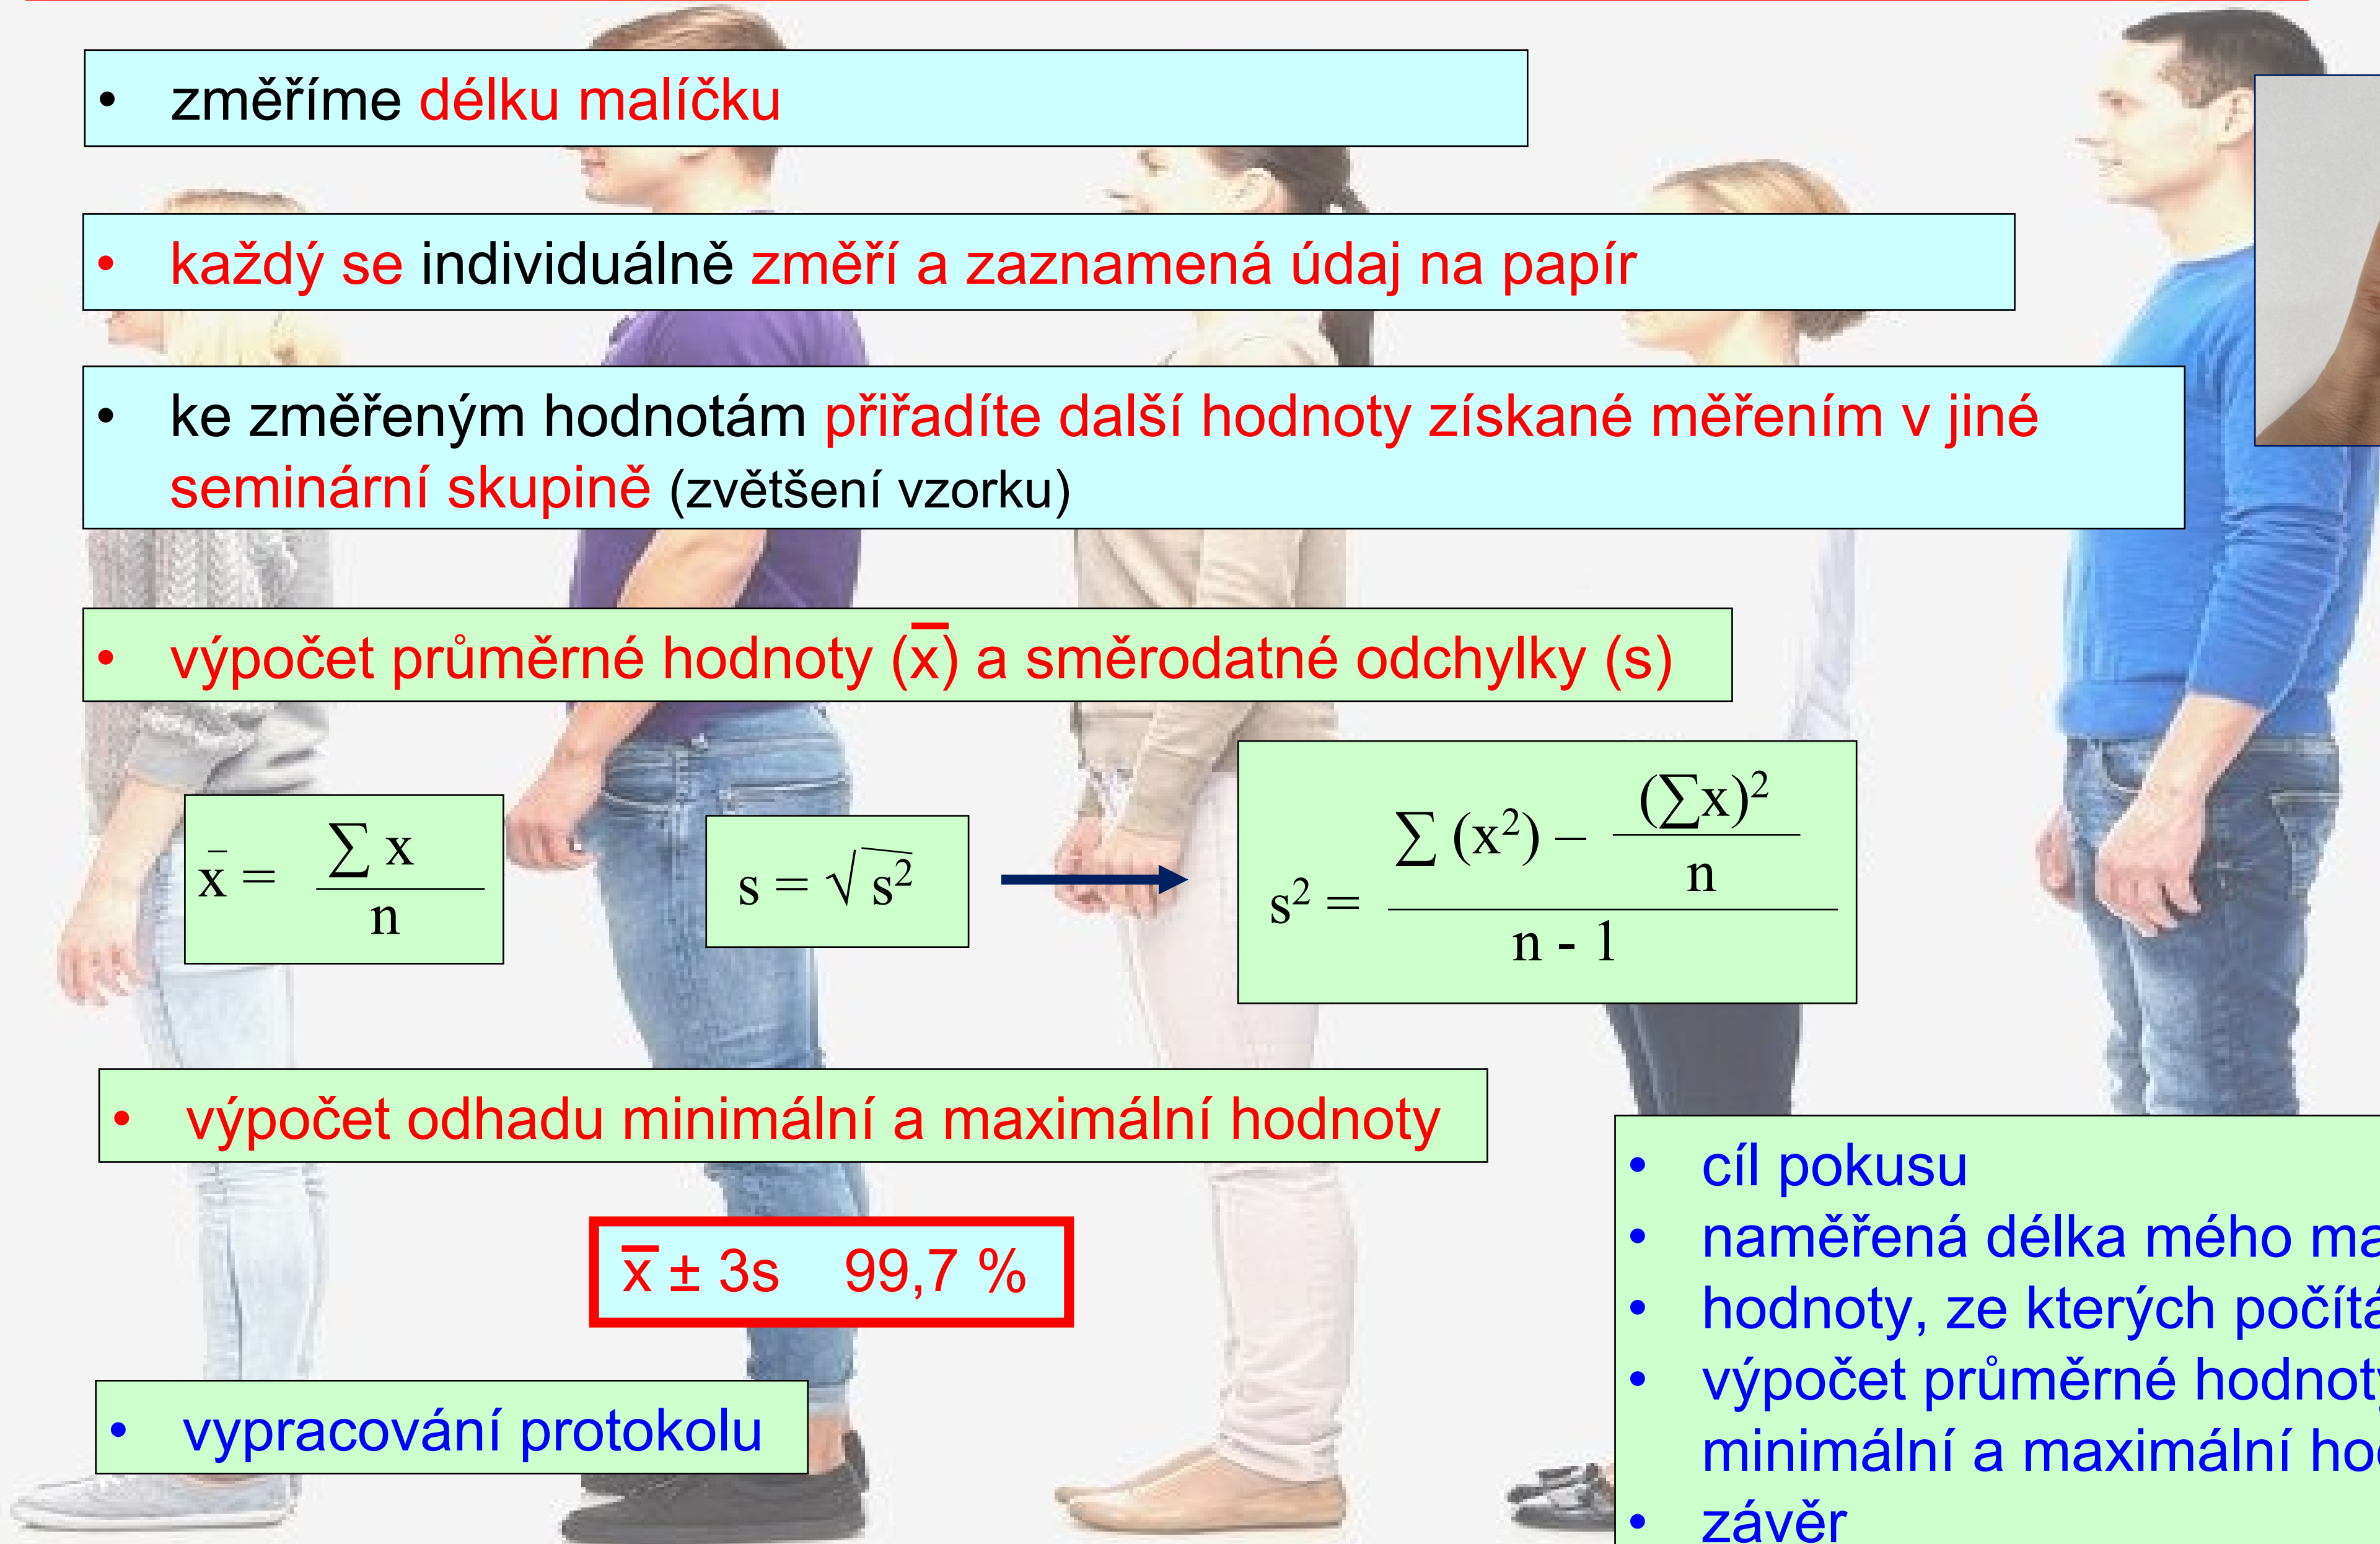 • změříme délku malíčku
• každý se individuálně změří a zaznamená údaj na papír
• ke změřeným hodnotám přiřadíte další hodnoty získané měřením v jiné
seminární skupině (zvětšení vzorku)
• výpočet průměrné hodnoty (x̅) a směrodatné odchylky (s)
x̅ = ∑ x / n
s = √ s²
s² = (∑ (x²) – (∑x)² / n) / (n - 1)
• výpočet odhadu minimální a maximální hodnoty
x̅ ± 3s 99,7 %
• vypracování protokolu
• cíl pokusu
• naměřená délka mého
• hodnoty, ze kterých
• výpočet průměrné
minimální a maximální
• závěr